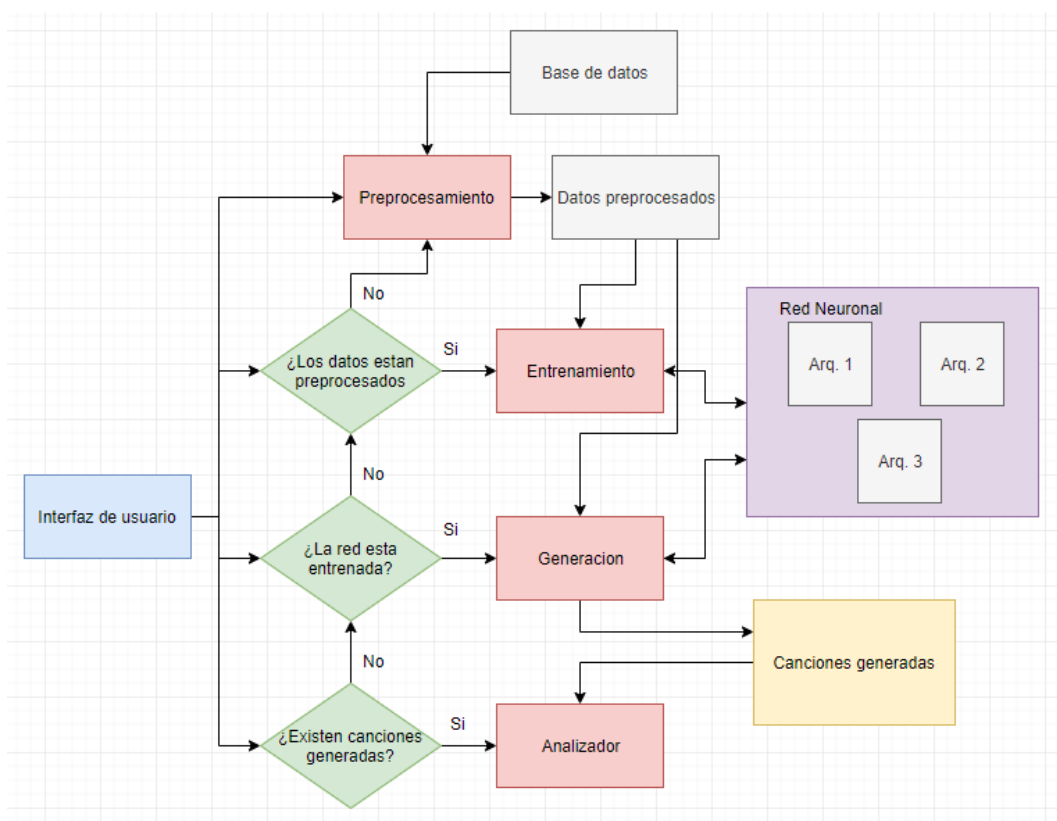 Base de datos
Preprocesamiento
Datos preprocesados
No
Red Neuronal
¿Los datos estan
preprocesados
Si
Entrenamiento
Arq. 1
Arq. 2
Arq. 3
No
Interfaz de usuario
¿La red esta
entrenada?
Si
Generacion
No
Canciones generadas
¿Existen canciones
generadas?
Si
Analizador